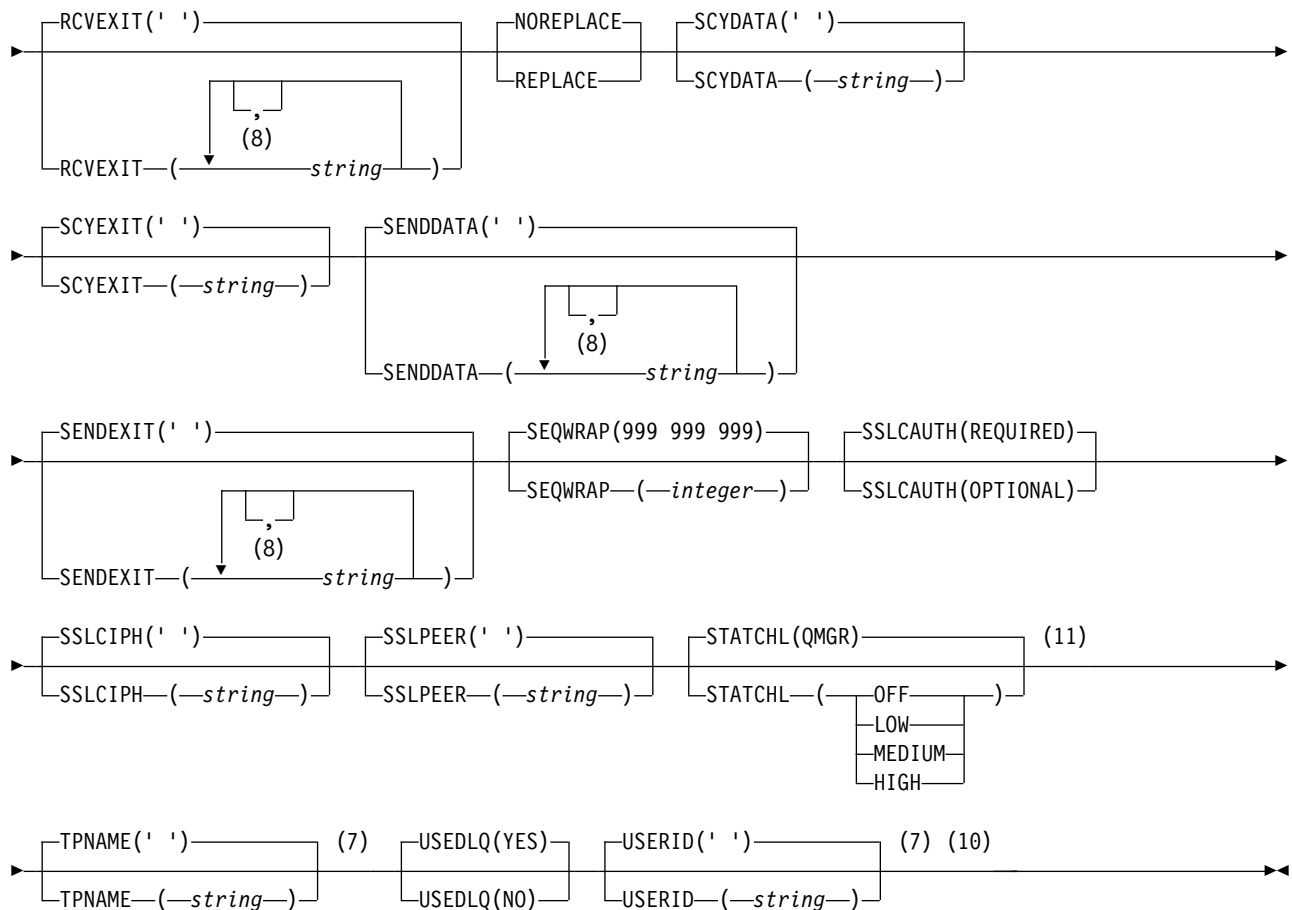 RCVEXIT(' ') NOREPLACE SCYDATA(' ')
REPLACE SCYDATA ( string )
,
(8)
RCVEXIT ( string )
SCYEXIT(' ') SENDDATA(' ')
SCYEXIT ( string )
,
(8)
SENDDATA ( string )
SENDEXIT(' ') SEQWRAP(999 999 999) SSLCAUTH(REQUIRED)
SEQWRAP ( integer ) SSLCAUTH(OPTIONAL)
,
(8)
SENDEXIT ( string )
SSLCIPH(' ') SSLPEER(' ') STATCHL(QMGR) (11)
SSLCIPH ( string ) SSLPEER ( string ) STATCHL ( OFF )
LOW
MEDIUM
HIGH
TPNAME(' ') (7) USEDLQ(YES) USERID(' ') (7) (10)
TPNAME ( string ) USEDLQ(NO) USERID ( string )